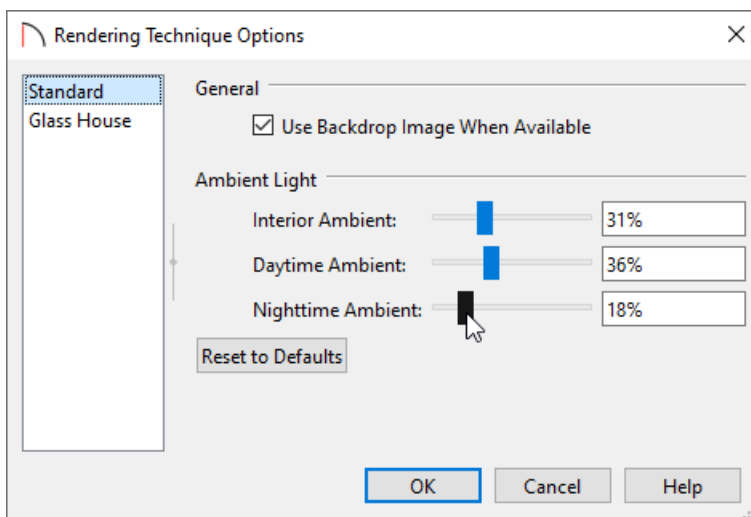 Rendering Technique Options
Standard
Glass House
General
Use Backdrop Image When Available
Ambient Light
Interior Ambient: 31%
Daytime Ambient: 36%
Nighttime Ambient: 18%
Reset to Defaults
OK Cancel Help